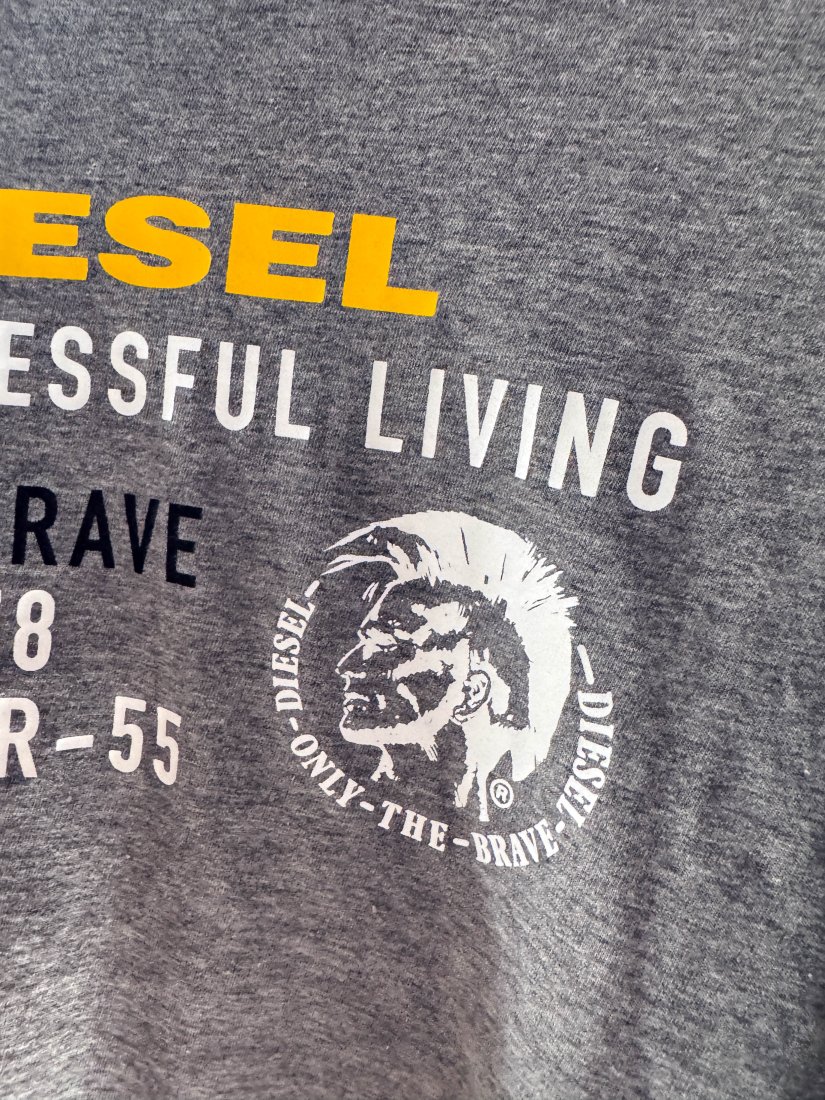 ESEL
ESSFUL LIVING
RAVE
8
R-55
-DIESEL-ONLY-THE-BRAVE-DIESEL-
®